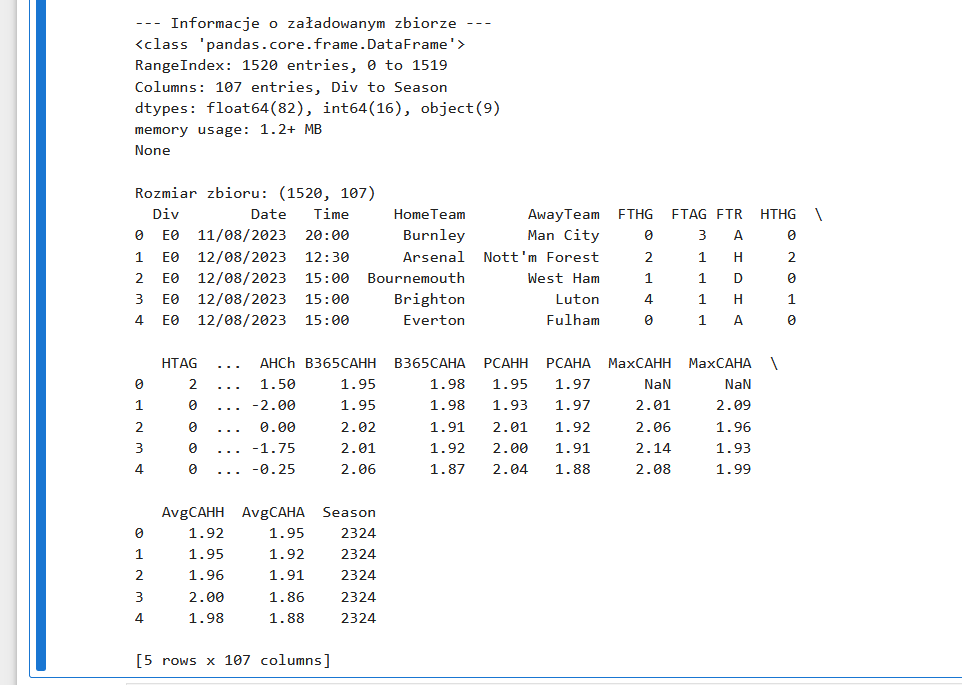 --- Informacje o załadowanym zbiorze ---
<class 'pandas.core.frame.DataFrame'>
RangeIndex: 1520 entries, 0 to 1519
Columns: 107 entries, Div to Season
dtypes: float64(82), int64(16), object(9)
memory usage: 1.2+ MB
None

Rozmiar zbioru: (1520, 107)
  Div        Date   Time     HomeTeam       AwayTeam  FTHG  FTAG FTR  HTHG  \
0  E0  11/08/2023  20:00      Burnley       Man City     0     3   A     0
1  E0  12/08/2023  12:30      Arsenal  Nott'm Forest     2     1   H     2
2  E0  12/08/2023  15:00  Bournemouth       West Ham     1     1   D     0
3  E0  12/08/2023  15:00     Brighton          Luton     4     1   H     1
4  E0  12/08/2023  15:00      Everton         Fulham     0     1   A     0

   HTAG  ...  AHCh B365CAHH  B365CAHA  PCAHH  PCAHA  MaxCAHH  MaxCAHA  \
0     2  ...  1.50     1.95      1.98   1.95   1.97      NaN      NaN
1     0  ... -2.00     1.95      1.98   1.93   1.97     2.01     2.09
2     0  ...  0.00     2.02      1.91   2.01   1.92     2.06     1.96
3     0  ... -1.75     2.01      1.92   2.00   1.91     2.14     1.93
4     0  ... -0.25     2.06      1.87   2.04   1.88     2.08     1.99

   AvgCAHH  AvgCAHA  Season
0     1.92     1.95    2324
1     1.95     1.92    2324
2     1.96     1.91    2324
3     2.00     1.86    2324
4     1.98     1.88    2324

[5 rows x 107 columns]